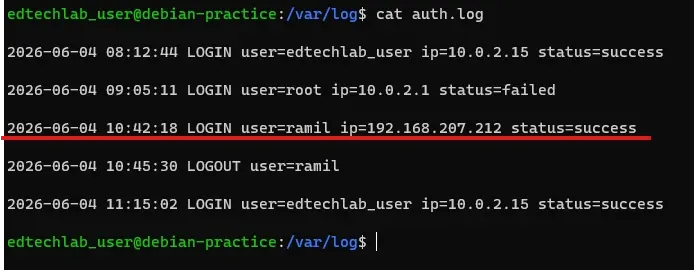 edtechlab_user@debian-practice:/var/log$ cat auth.log
2026-06-04 08:12:44 LOGIN user=edtechlab_user ip=10.0.2.15 status=success
2026-06-04 09:05:11 LOGIN user=root ip=10.0.2.1 status=failed
2026-06-04 10:42:18 LOGIN user=ramil ip=192.168.207.212 status=success
2026-06-04 10:45:30 LOGOUT user=ramil
2026-06-04 11:15:02 LOGIN user=edtechlab_user ip=10.0.2.15 status=success
edtechlab_user@debian-practice:/var/log$